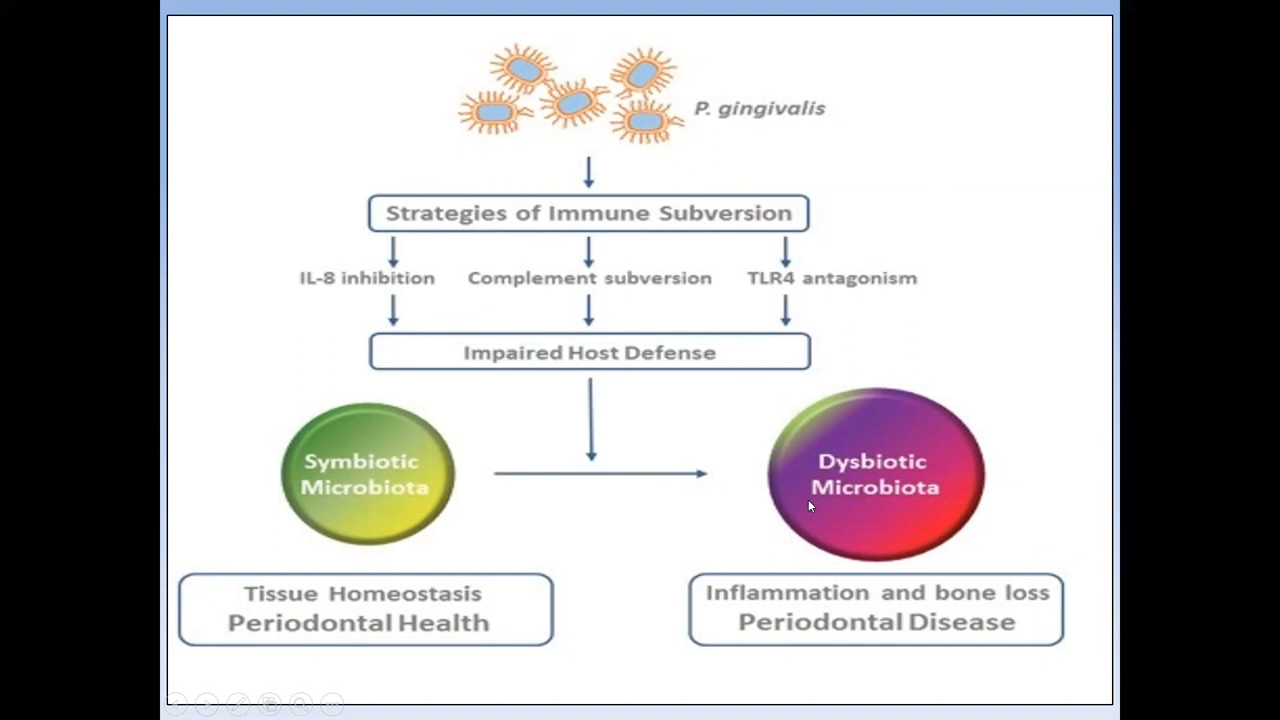 P. gingivalis
Strategies of Immune Subversion
IL-8 inhibition
Complement subversion
TLR4 antagonism
Impaired Host Defense
Symbiotic
Microbiota
Dysbiotic
Microbiota
Tissue Homeostasis
Periodontal Health
Inflammation and bone loss
Periodontal Disease